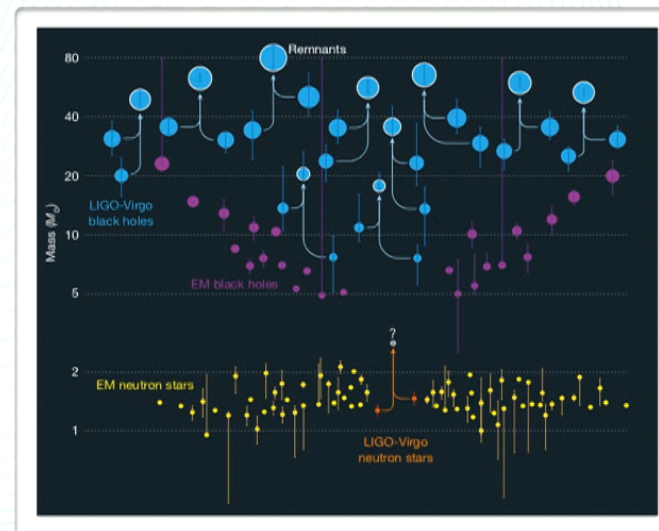 Remnants
80
40
20
10
5
2
1
Mass (M☉)
LIGO-Virgo
black holes
EM black holes
?
EM neutron stars
LIGO-Virgo
neutron stars